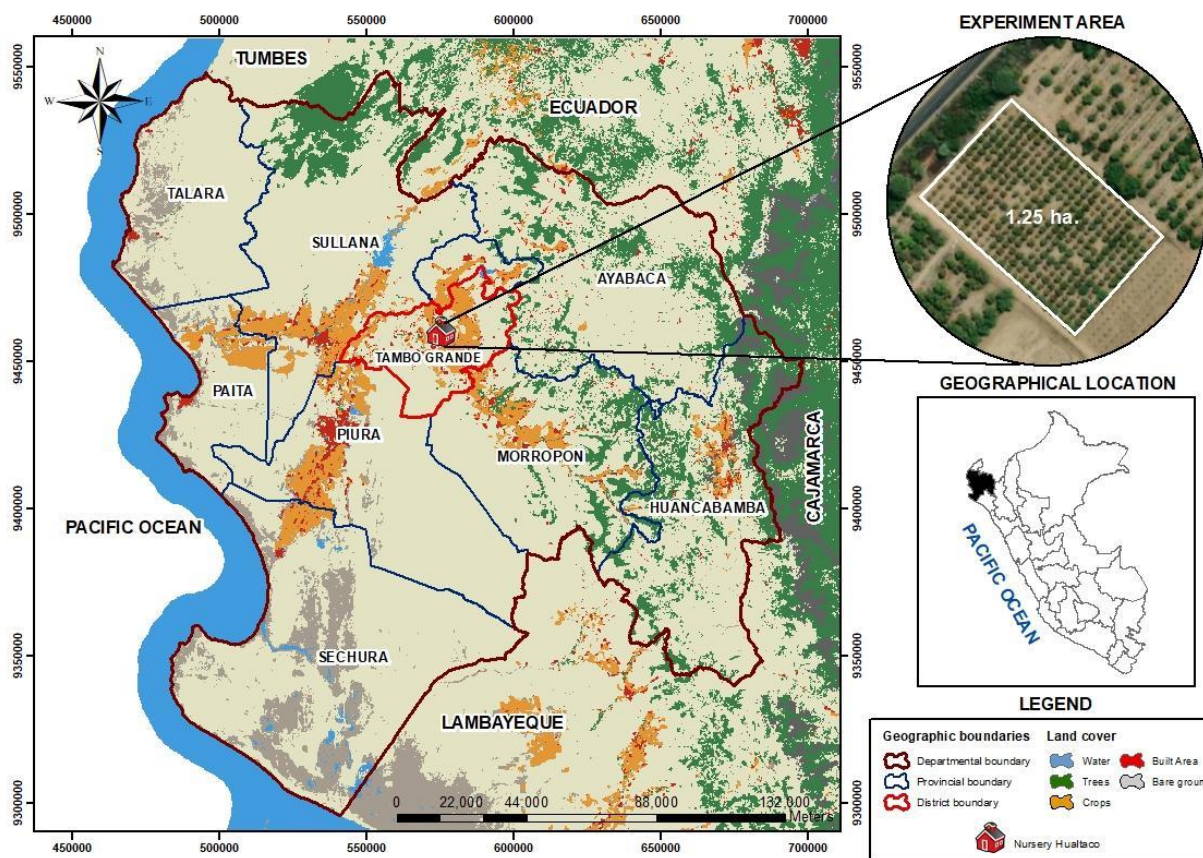 450000 500000 550000 600000 650000 700000
EXPERIMENT AREA
1.25 ha.
9550000
9500000
9450000
9400000
9350000
9300000
N
W E
S
TUMBES
ECUADOR
TALARA
SULLANA
AYABACA
TAMBO GRANDE
PAITA
PIURA
MORROPON
HUANCABAMBA
CAJAMARCA
PACIFIC OCEAN
SECHURA
LAMBAYEQUE
0 22,000 44,000 88,000 132,000
Meters
9550000
9500000
9450000
9400000
9350000
9300000
450000 500000 550000 600000 650000 700000
GEOGRAPHICAL LOCATION
PACIFIC OCEAN
LEGEND
Geographic boundaries
Departmental boundary
Provincial boundary
District boundary
Land cover
Water
Trees
Crops
Built Area
Bare groun
Nursery Hualtaco